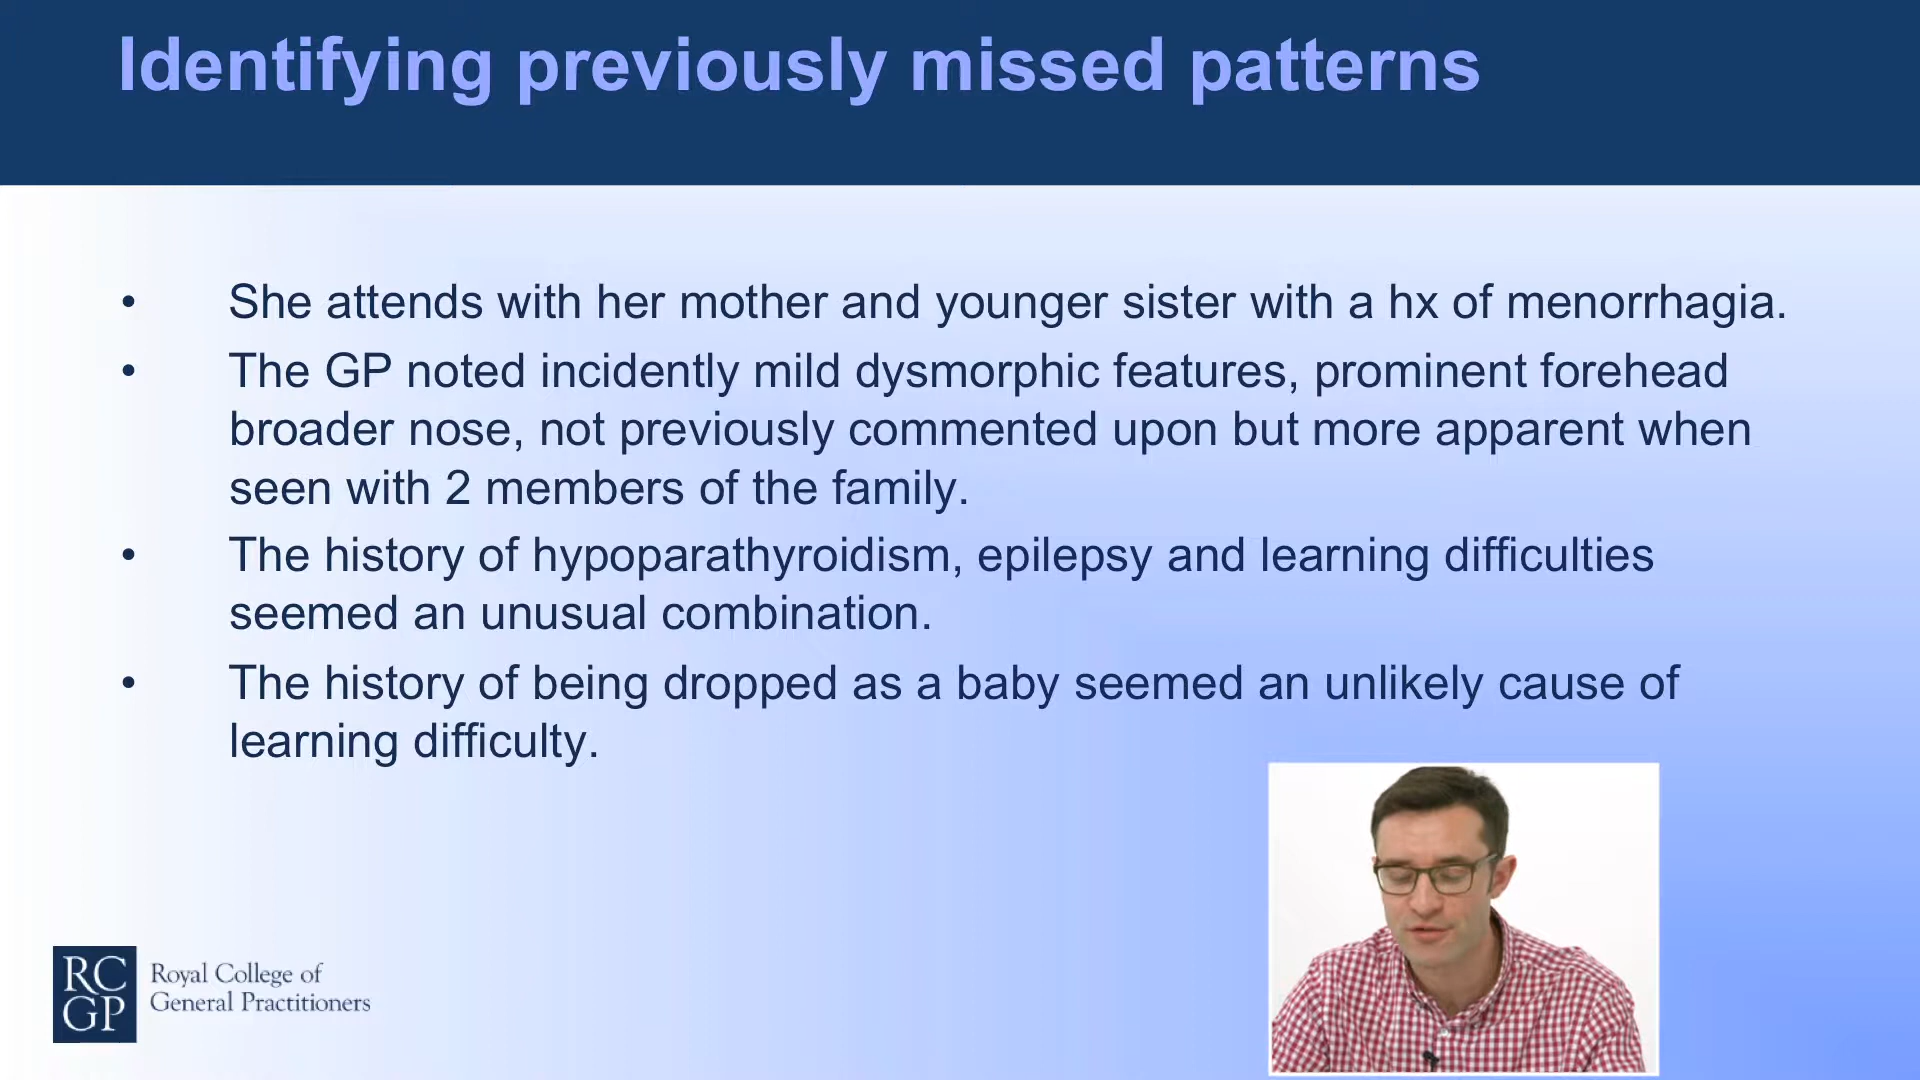 Identifying previously missed patterns
• She attends with her mother and younger sister with a hx of menorrhagia.
• The GP noted incidently mild dysmorphic features, prominent forehead
broader nose, not previously commented upon but more apparent when
seen with 2 members of the family.
• The history of hypoparathyroidism, epilepsy and learning difficulties
seemed an unusual combination.
• The history of being dropped as a baby seemed an unlikely cause of
learning difficulty.
RC
GP
Royal College of
General Practitioners